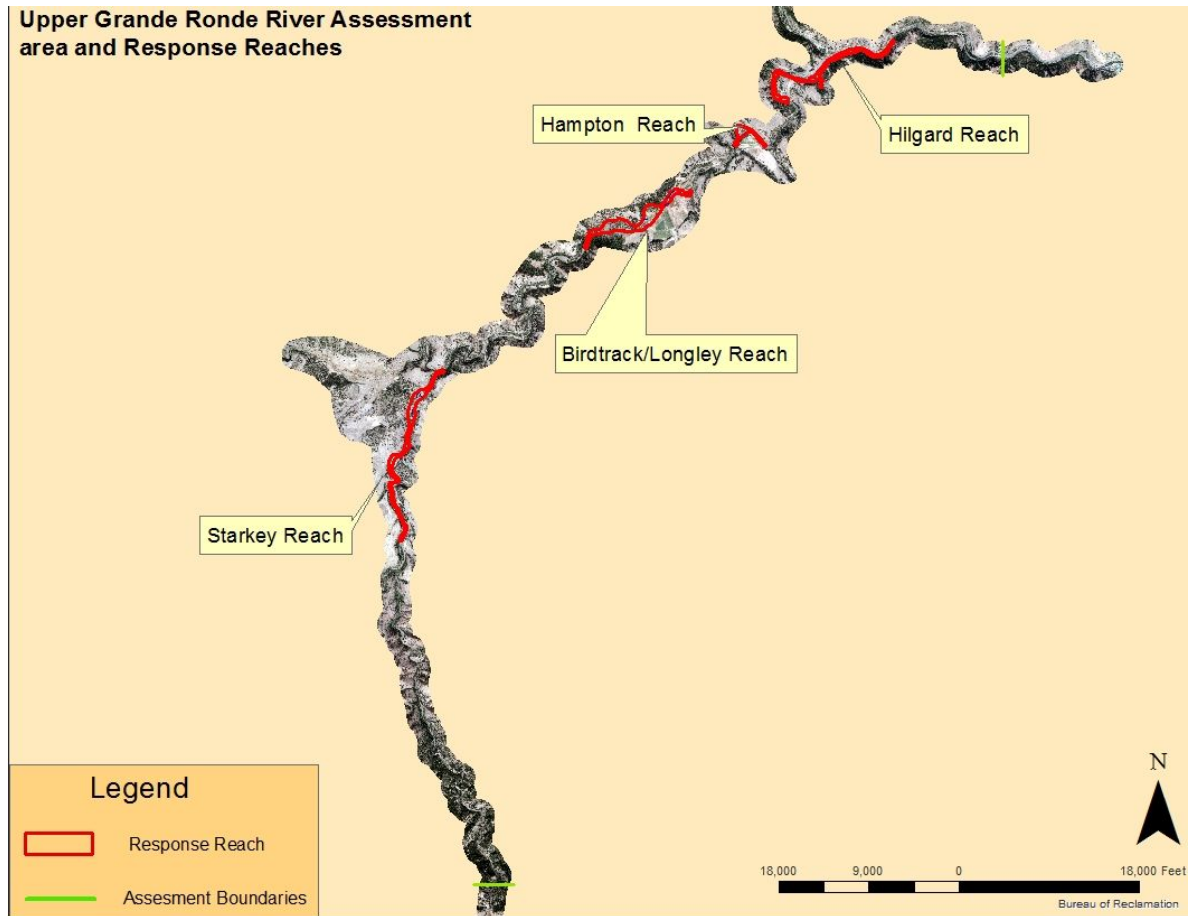 Upper Grande Ronde River Assessment
area and Response Reaches
Hampton Reach
Hilgard Reach
Birdtrack/Longley Reach
Starkey Reach
Legend
Response Reach
Assesment Boundaries
N
18,000 9,000 0 18,000 Feet
Bureau of Reclamation